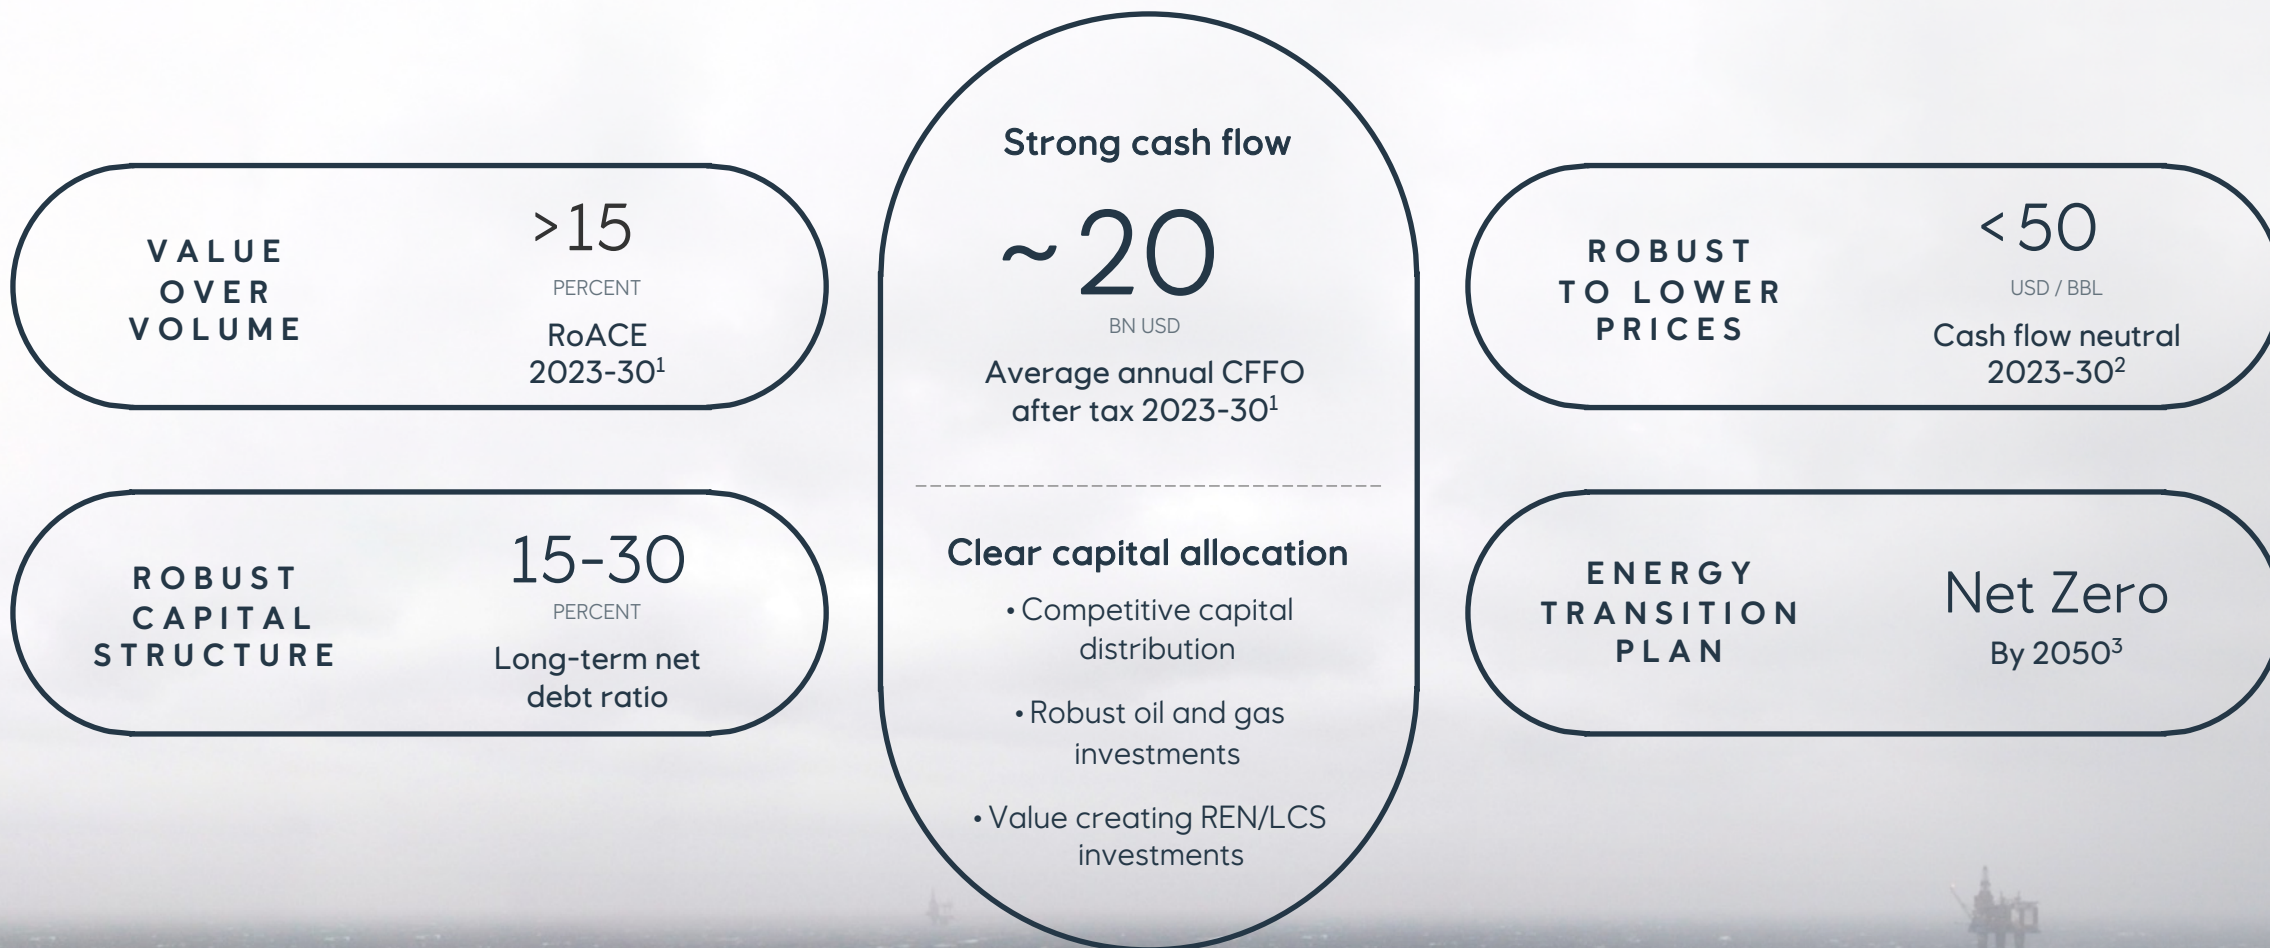 VALUE
OVER
VOLUME
>15
PERCENT
RoACE
2023-30¹
ROBUST
CAPITAL
STRUCTURE
15-30
PERCENT
Long-term net
debt ratio
Strong cash flow
~20
BN USD
Average annual CFFO
after tax 2023-30¹
Clear capital allocation
• Competitive capital
distribution
• Robust oil and gas
investments
• Value creating REN/LCS
investments
ROBUST
TO LOWER
PRICES
<50
USD / BBL
Cash flow neutral
2023-30²
ENERGY
TRANSITION
PLAN
Net Zero
By 2050³